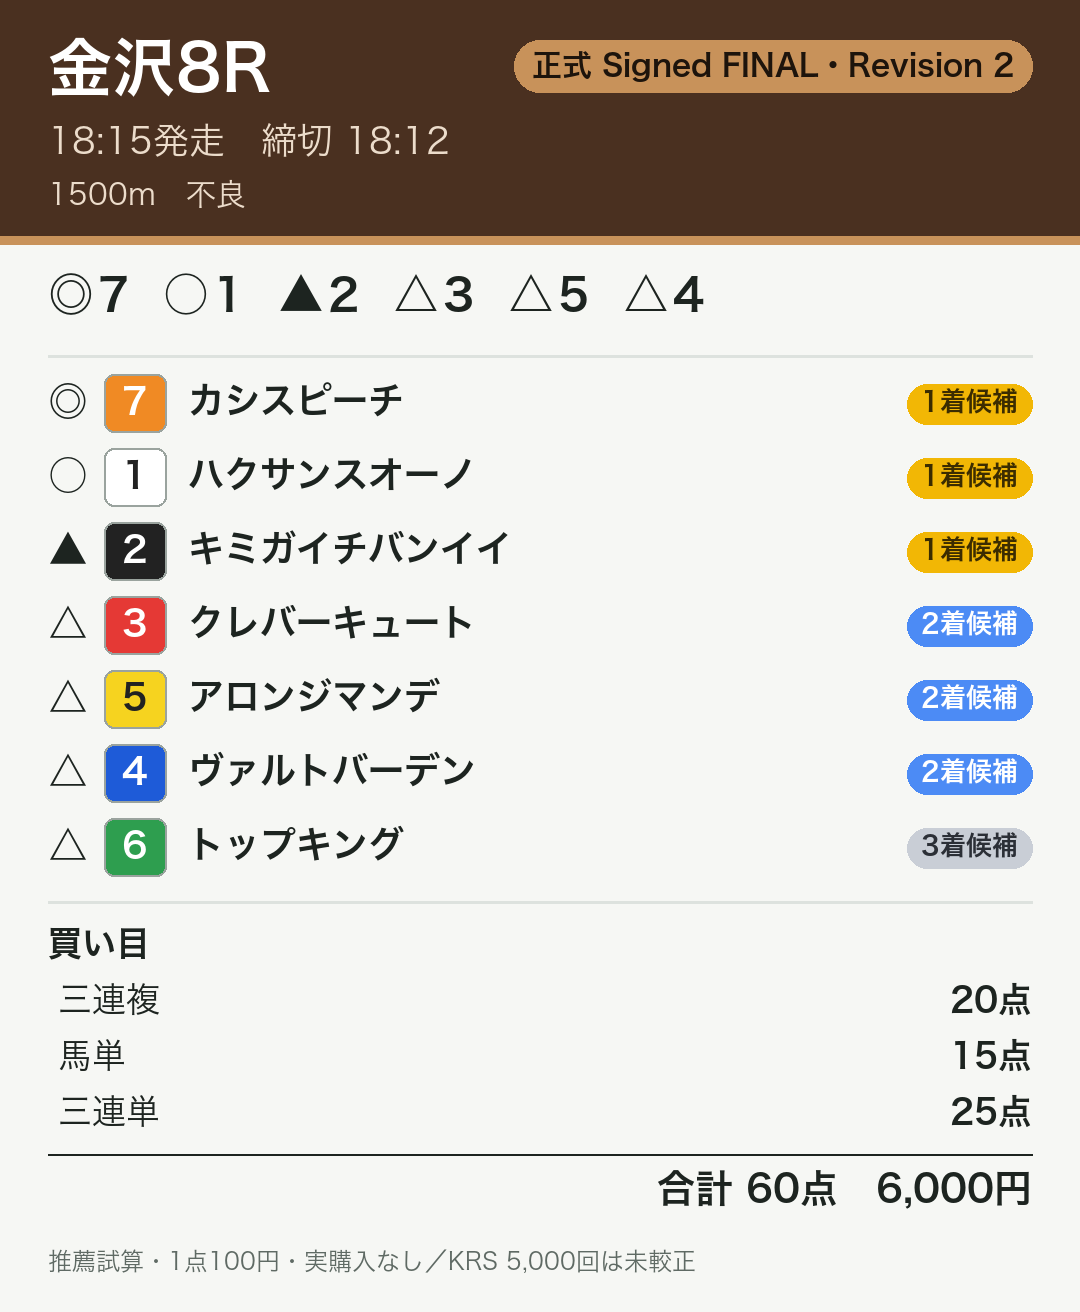 金沢8R
正式 Signed FINAL・Revision 2
18:15発走　締切 18:12
1500m　不良
◎7 ○1 ▲2 △3 △5 △4
◎ 7 カシスピーチ 1着候補
○ 1 ハクサンスオーノ 1着候補
▲ 2 キミガイチバンイイ 1着候補
△ 3 クレバーキュート 2着候補
△ 5 アロンジマンデ 2着候補
△ 4 ヴァルトバーデン 2着候補
△ 6 トップキング 3着候補
買い目
三連複 20点
馬単 15点
三連単 25点
合計 60点　6,000円
推薦試算・1点100円・実購入なし／KRS 5,000回は未較正